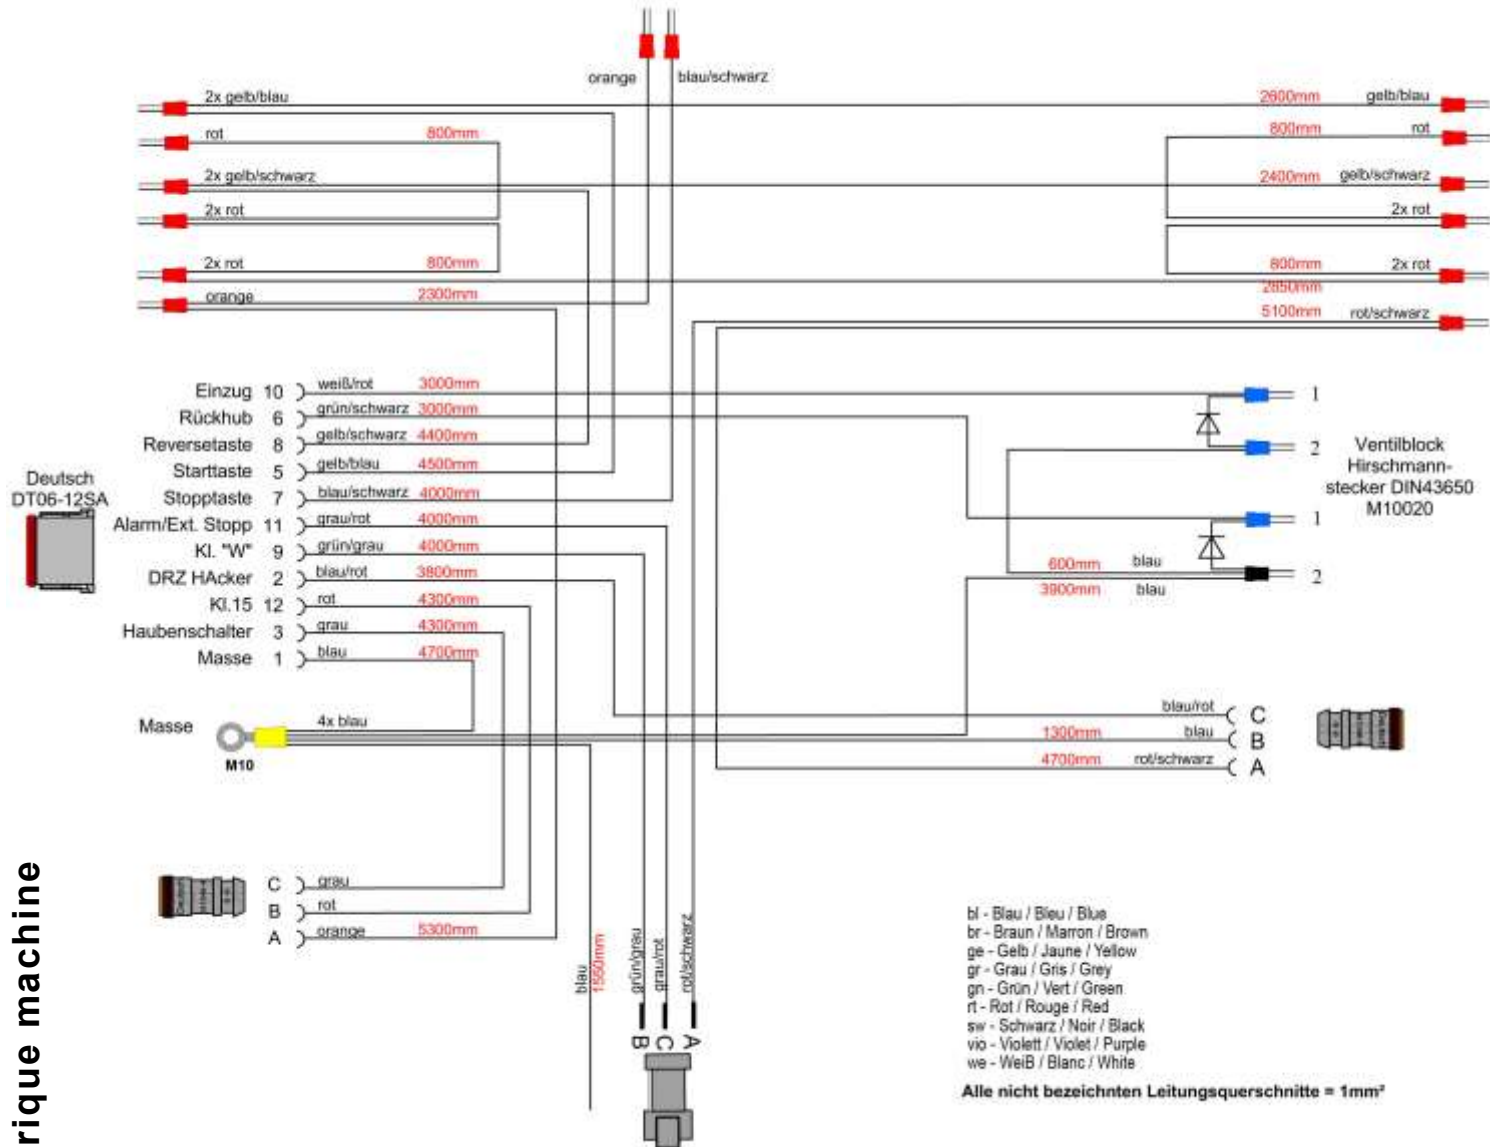 orange
blau/schwarz
2x gelb/blau
2600mm
gelb/blau
rot
800mm
800mm
rot
2x gelb/schwarz
2400mm
gelb/schwarz
2x rot
2x rot
2x rot
800mm
800mm
2x rot
orange
2300mm
2850mm
5100mm
rot/schwarz
Einzug 10 weiß/rot 3000mm
1
Rückhub 6 grün/schwarz 3000mm
Reversetaste 8 gelb/schwarz 4400mm
2
Starttaste 5 gelb/blau 4500mm
Stopptaste 7 blau/schwarz 4000mm
Alarm/Ext. Stopp 11 grau/rot 4000mm
1
Kl. "W" 9 grün/grau 4000mm
DRZ HAcker 2 blau/rot 3800mm
Kl.15 12 rot 4300mm
Haubenschalter 3 grau 4300mm
Masse 1 blau 4700mm
Deutsch
DT06-12SA
Ventilblock
Hirschmann-
stecker DIN43650
M10020
600mm blau
2
3900mm blau
Masse
4x blau
M10
blau/rot C
1300mm blau B
4700mm rot/schwarz A
C grau
B rot
A orange 5300mm
blau
1550mm
grün/grau
grau/rot
rot/schwarz
B
C
A
bl - Blau / Bleu / Blue
br - Braun / Marron / Brown
ge - Gelb / Jaune / Yellow
gr - Grau / Gris / Grey
gn - Grün / Vert / Green
rt - Rot / Rouge / Red
sw - Schwarz / Noir / Black
vio - Violett / Violet / Purple
we - Weiß / Blanc / White
Alle nicht bezeichnten Leitungsquerschnitte = 1mm²
rique machine